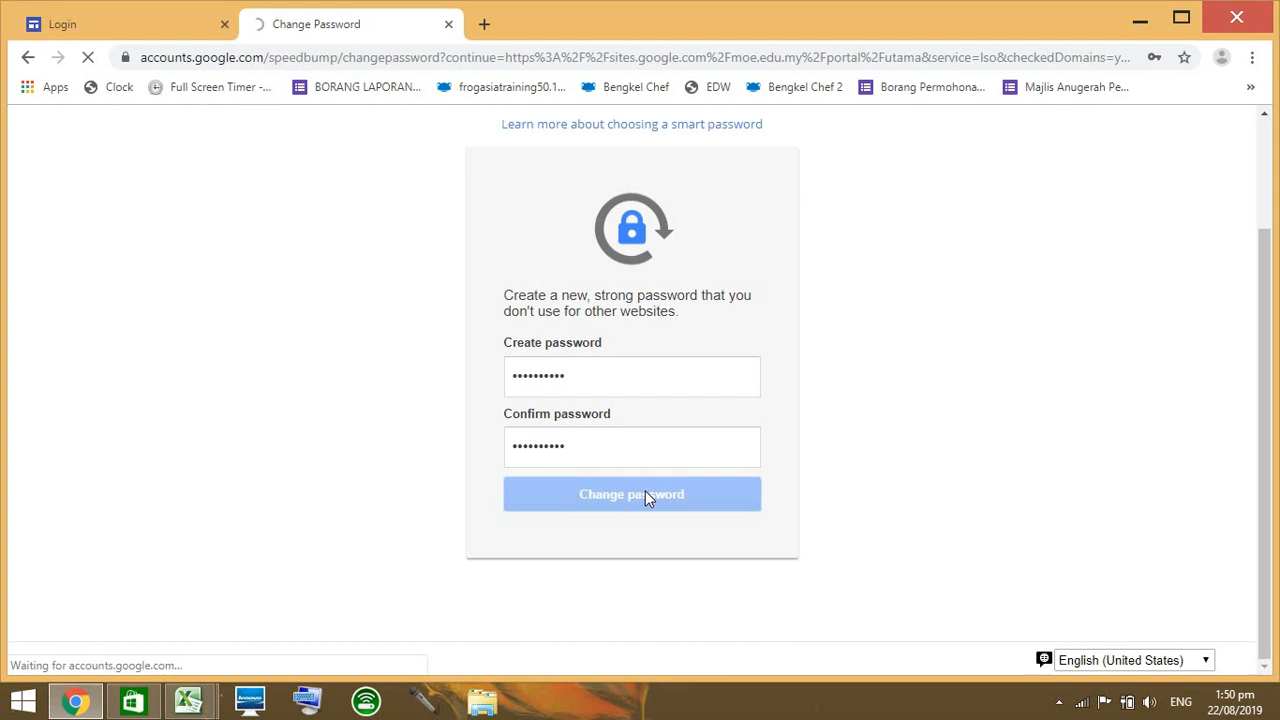 Login
Change Password
accounts.google.com/speedbump/changepassword?continue=https%3A%2F%2Fsites.google.com%2Fmoe.edu.my%2Fportal%2Futama&service=lso&checkedDomains=y...
Apps Clock Full Screen Timer -... BORANG LAPORAN... frogasiatraining50.1... Bengkel Chef EDW Bengkel Chef 2 Borang Permohona... Majlis Anugerah Pe... »
Learn more about choosing a smart password
Create a new, strong password that you
don't use for other websites.
Create password
••••••••••
Confirm password
••••••••••
Change password
English (United States)
Waiting for accounts.google.com...
Lenovo
ENG
1:50 pm
22/08/2019